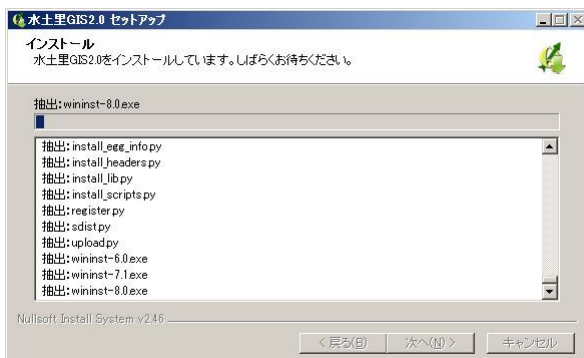 水土里GIS2.0 セットアップ
インストール
水土里GIS2.0をインストールしています。しばらくお待ちください。
抽出: wininst-8.0.exe
抽出: install_egg_info.py
抽出: install_headers.py
抽出: install_lib.py
抽出: install_scripts.py
抽出: register.py
抽出: sdist.py
抽出: upload.py
抽出: wininst-6.0.exe
抽出: wininst-7.1.exe
抽出: wininst-8.0.exe
Nullsoft Install System v2.46
< 戻る(B) 次へ(N) > キャンセル